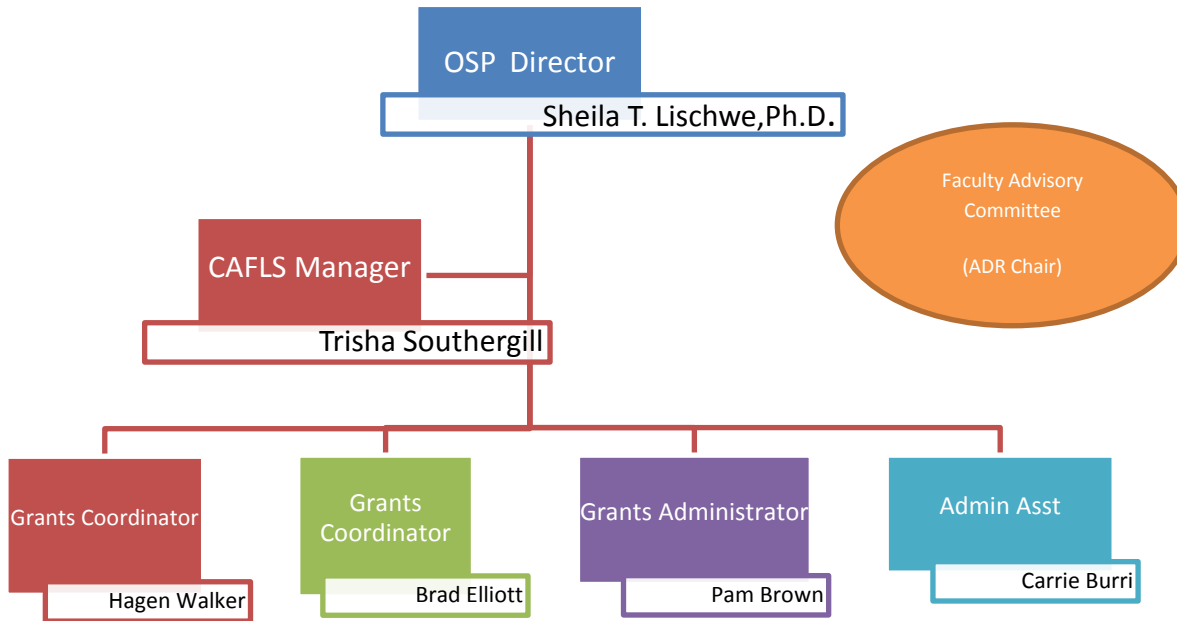 OSP  Director
Sheila T. Lischwe,Ph.D.
Faculty Advisory
Committee
(ADR Chair)
CAFLS Manager
Trisha Southergill
Grants Coordinator
Hagen Walker
Grants
Coordinator
Brad Elliott
Grants Administrator
Pam Brown
Admin Asst
Carrie Burri